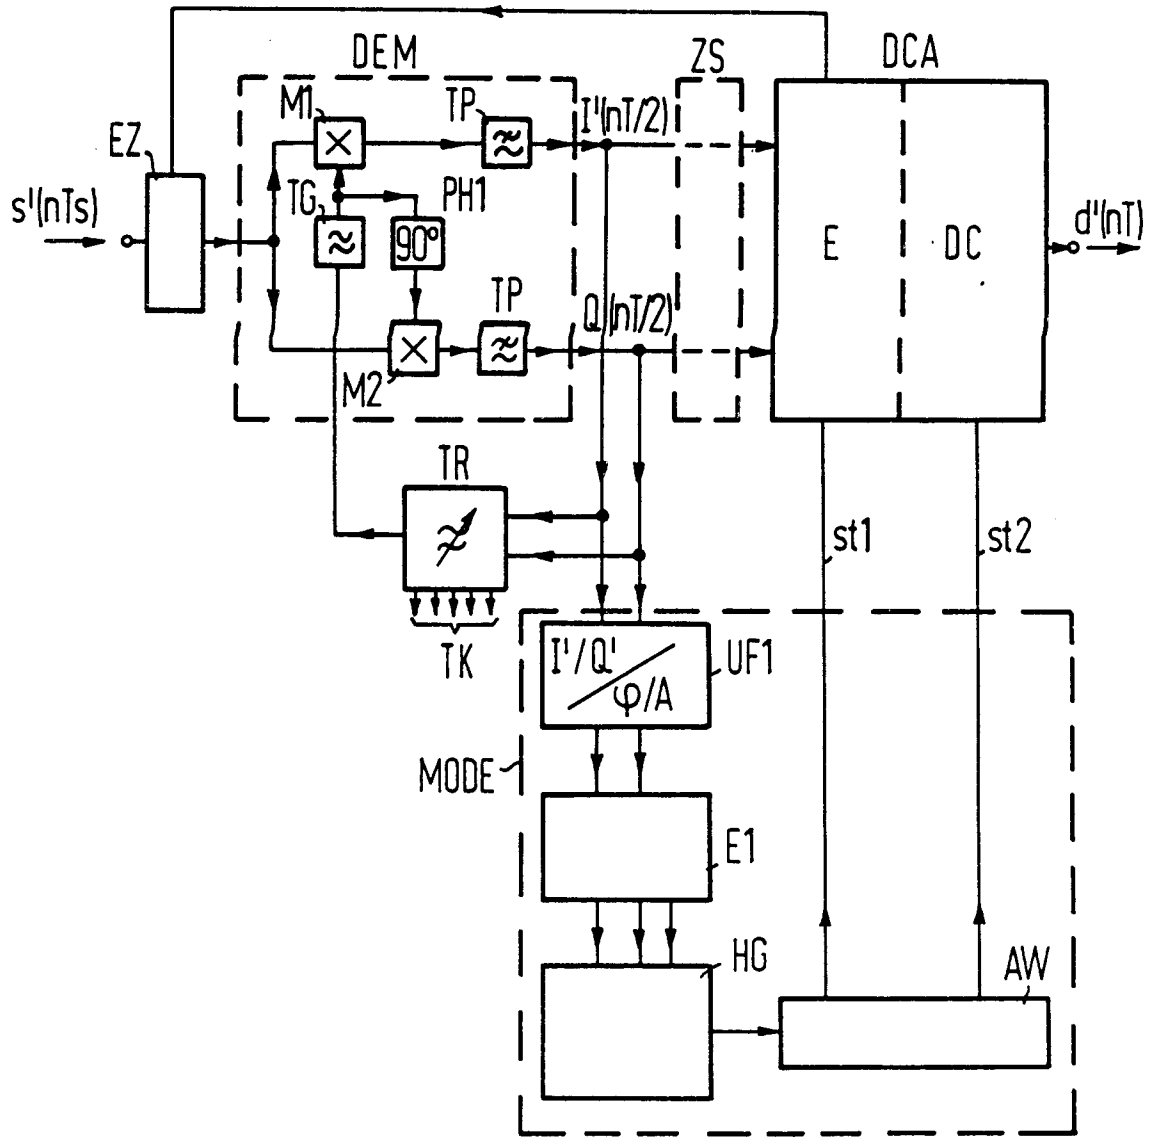 DEM
ZS
DCA
M1
TP
I'(nT/2)
EZ
s'(nTs)
TG
PH1
90°
E
DC
d'(nT)
TP
Q'(nT/2)
M2
TR
TK
st1
st2
I'/Q'
φ/A
UF1
MODE
E1
HG
AW